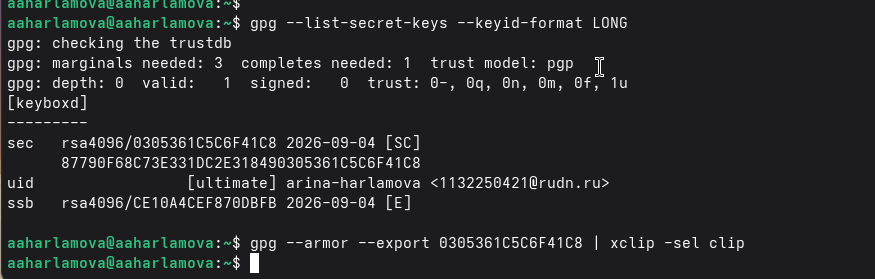 aaharlamova@aaharlamova:~$
aaharlamova@aaharlamova:~$ gpg --list-secret-keys --keyid-format LONG
gpg: checking the trustdb
gpg: marginals needed: 3  completes needed: 1  trust model: pgp
gpg: depth: 0  valid:   1  signed:   0  trust: 0-, 0q, 0n, 0m, 0f, 1u
[keyboxd]
---------
sec   rsa4096/0305361C5C6F41C8 2026-09-04 [SC]
      87790F68C73E331DC2E318490305361C5C6F41C8
uid                 [ultimate] arina-harlamova <1132250421@rudn.ru>
ssb   rsa4096/CE10A4CEF870DBFB 2026-09-04 [E]

aaharlamova@aaharlamova:~$ gpg --armor --export 0305361C5C6F41C8 | xclip -sel clip
aaharlamova@aaharlamova:~$